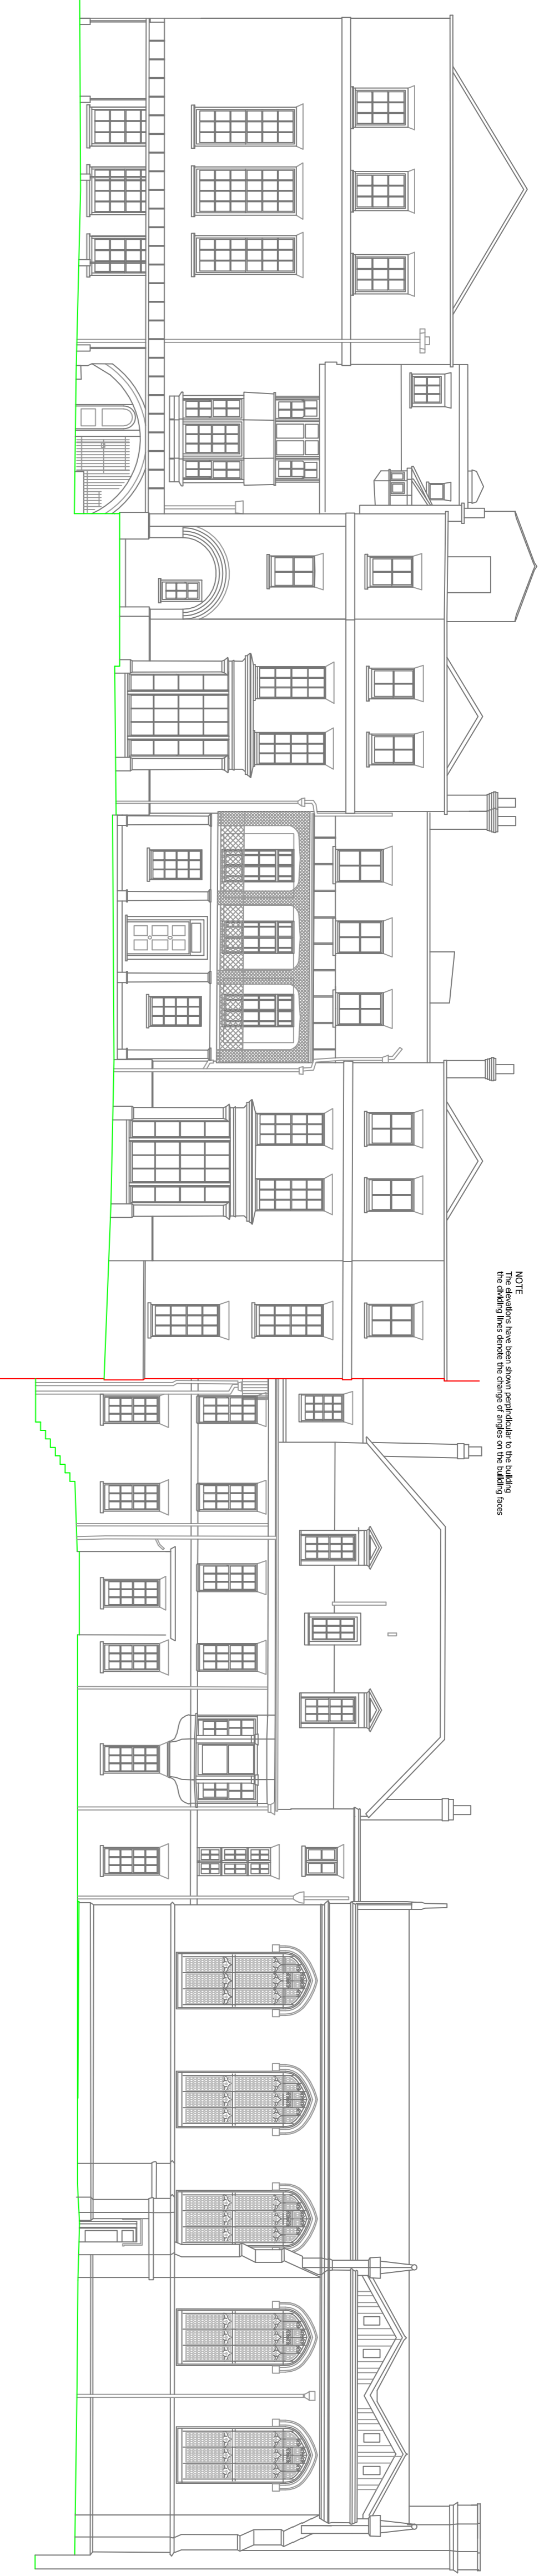 NOTE
The elevations have been shown perpindicular to the building
the dividing lines denote the change of angles on the building faces